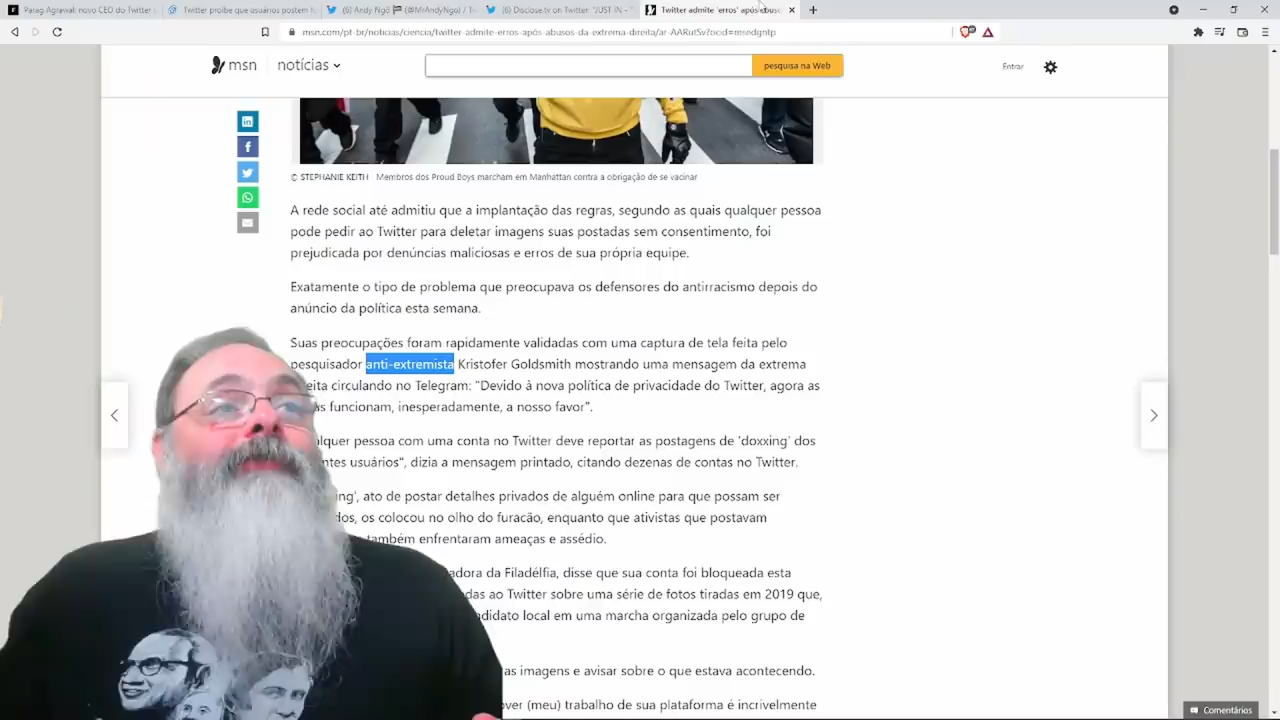 Parag Agrawal: novo CEO do Twitter
Twitter proíbe que usuários postem
(6) Andy Ngô 🏳 (@MrAndyNgo) / T
(6) Disclose.tv on Twitter: "JUST IN - "
Twitter admite 'erros' após abuso
msn.com/pt-br/noticias/ciencia/twitter-admite-erros-após-abusos-da-extrema-direita/ar-AARutSv?ocid=msedgntp
msn
notícias
pesquisa na Web
Entrar
© STEPHANIE KEITH Membros dos Proud Boys marcham em Manhattan contra a obrigação de se vacinar
A rede social até admitiu que a implantação das regras, segundo as quais qualquer pessoa
pode pedir ao Twitter para deletar imagens suas postadas sem consentimento, foi
prejudicada por denúncias maliciosas e erros de sua própria equipe.
Exatamente o tipo de problema que preocupava os defensores do antirracismo depois do
anúncio da política esta semana.
Suas preocupações foram rapidamente validadas com uma captura de tela feita pelo
pesquisador anti-extremista Kristofer Goldsmith mostrando uma mensagem da extrema
eita circulando no Telegram: "Devido à nova política de privacidade do Twitter, agora as
s funcionam, inesperadamente, a nosso favor".
alquer pessoa com uma conta no Twitter deve reportar as postagens de 'doxxing' dos
ntes usuários", dizia a mensagem printado, citando dezenas de contas no Twitter.
ing', ato de postar detalhes privados de alguém online para que possam ser
dos, os colocou no olho do furacão, enquanto que ativistas que postavam
também enfrentaram ameaças e assédio.
adora da Filadélfia, disse que sua conta foi bloqueada esta
das ao Twitter sobre uma série de fotos tiradas em 2019 que,
ndidato local em uma marcha organizada pelo grupo de
as imagens e avisar sobre o que estava acontecendo.
over (meu) trabalho de sua plataforma é incrivelmente
Comentários